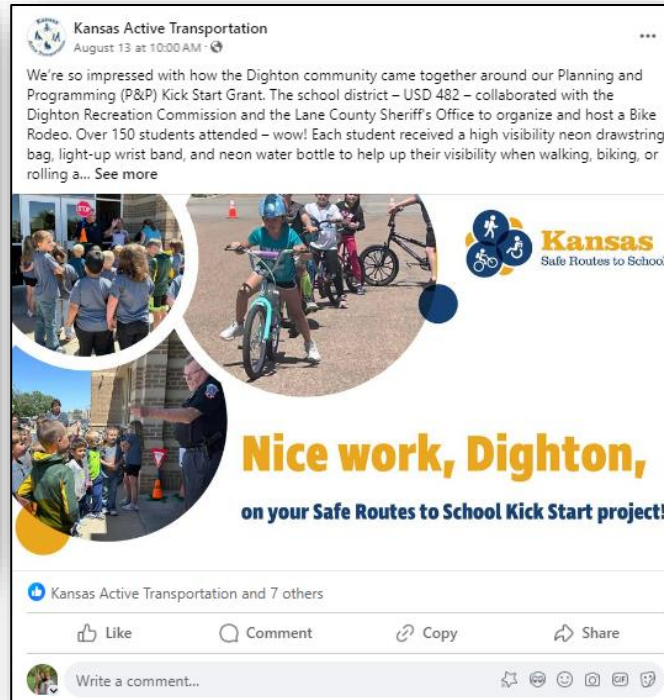 Kansas Active Transportation
August 13 at 10:00 AM ·
We're so impressed with how the Dighton community came together around our Planning and
Programming (P&P) Kick Start Grant. The school district – USD 482 – collaborated with the
Dighton Recreation Commission and the Lane County Sheriff's Office to organize and host a Bike
Rodeo. Over 150 students attended – wow! Each student received a high visibility neon drawstring
bag, light-up wrist band, and neon water bottle to help up their visibility when walking, biking, or
rolling a... See more
STOP
Kansas
Safe Routes to School
Nice work, Dighton,
on your Safe Routes to School Kick Start project!
Kansas Active Transportation and 7 others
Like
Comment
Copy
Share
Write a comment...
GIF